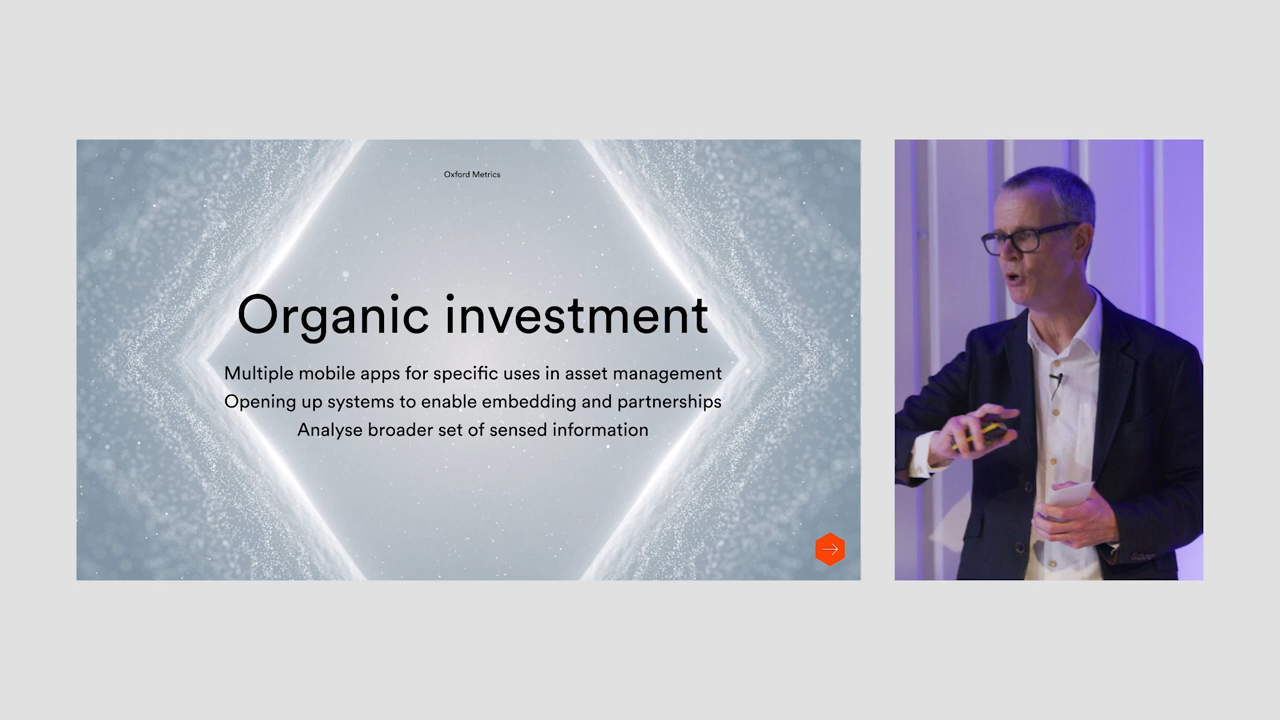 Oxford Metrics
Organic investment
Multiple mobile apps for specific uses in asset management
Opening up systems to enable embedding and partnerships
Analyse broader set of sensed information